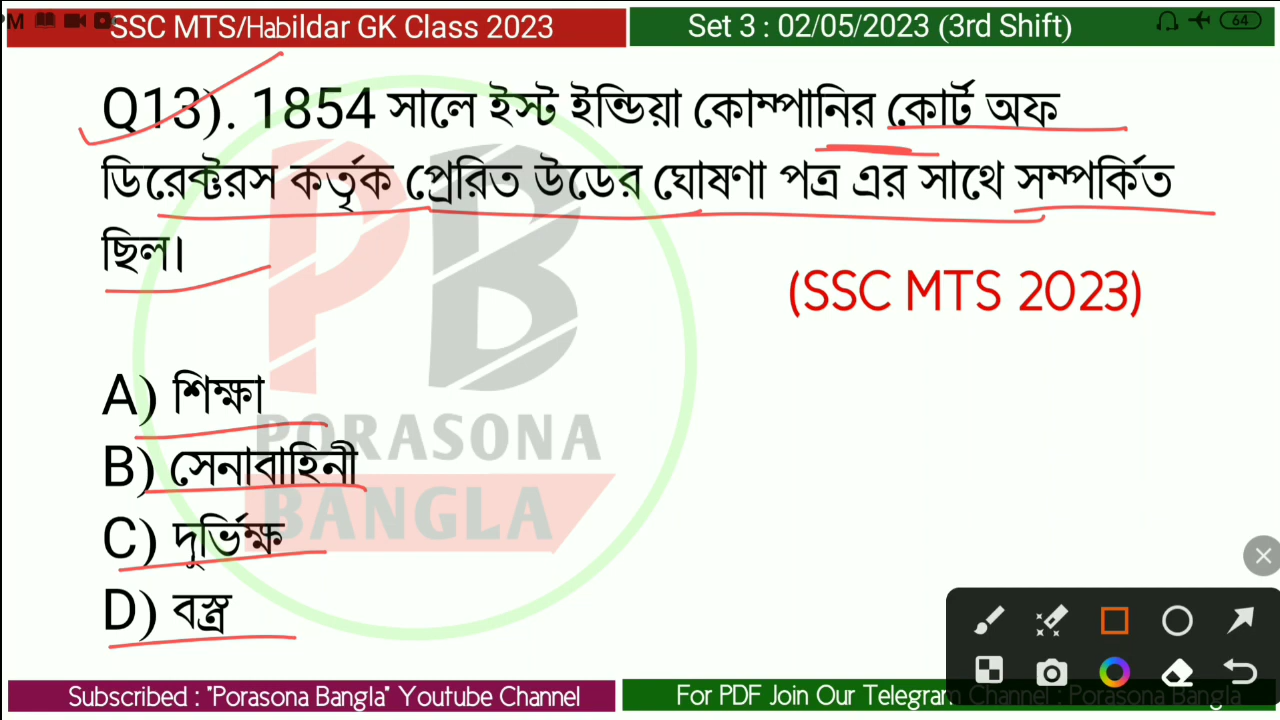 SSC MTS/Habildar GK Class 2023
Set 3 : 02/05/2023 (3rd Shift)
64
Q13). 1854 সালে ইস্ট ইন্ডিয়া কোম্পানির কোর্ট অফ
ডিরেক্টরস কর্তৃক প্রেরিত উডের ঘোষণা পত্র এর সাথে সম্পর্কিত
ছিল।
(SSC MTS 2023)
A) শিক্ষা
B) সেনাবাহিনী
C) দুর্ভিক্ষ
D) বস্ত্র
PB
PORASONA
BANGLA
Subscribed : "Porasona Bangla" Youtube Channel
For PDF Join Our Telegram Channel : Porasona Bangla